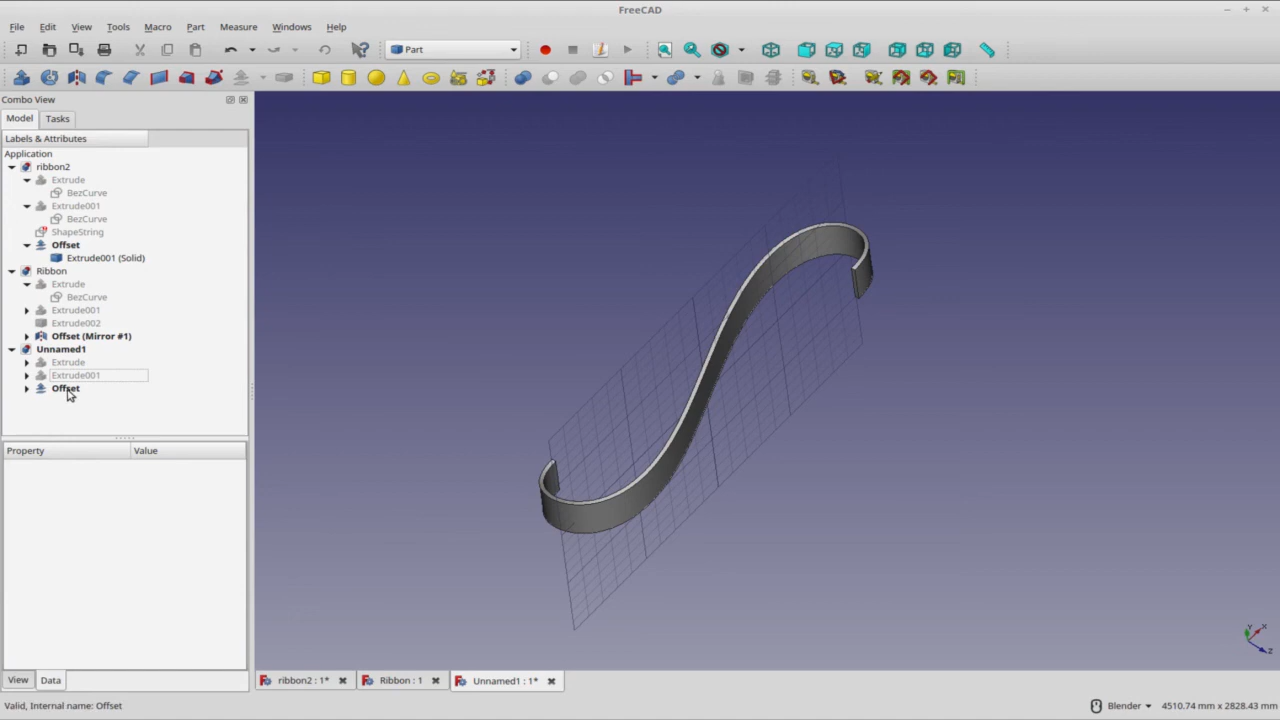 FreeCAD
File Edit View Tools Macro Part Measure Windows Help
Part
Combo View
Model Tasks
Labels & Attributes
Application
ribbon2
Extrude
BezCurve
Extrude001
BezCurve
ShapeString
Offset
Extrude001 (Solid)
Ribbon
Extrude
BezCurve
Extrude001
Extrude002
Offset (Mirror #1)
Unnamed1
Extrude
Extrude001
Offset
Property Value
Y X
Z
View Data
ribbon2 : 1* Ribbon : 1 Unnamed1 : 1*
Valid, Internal name: Offset
Blender 4510.74 mm x 2828.43 mm